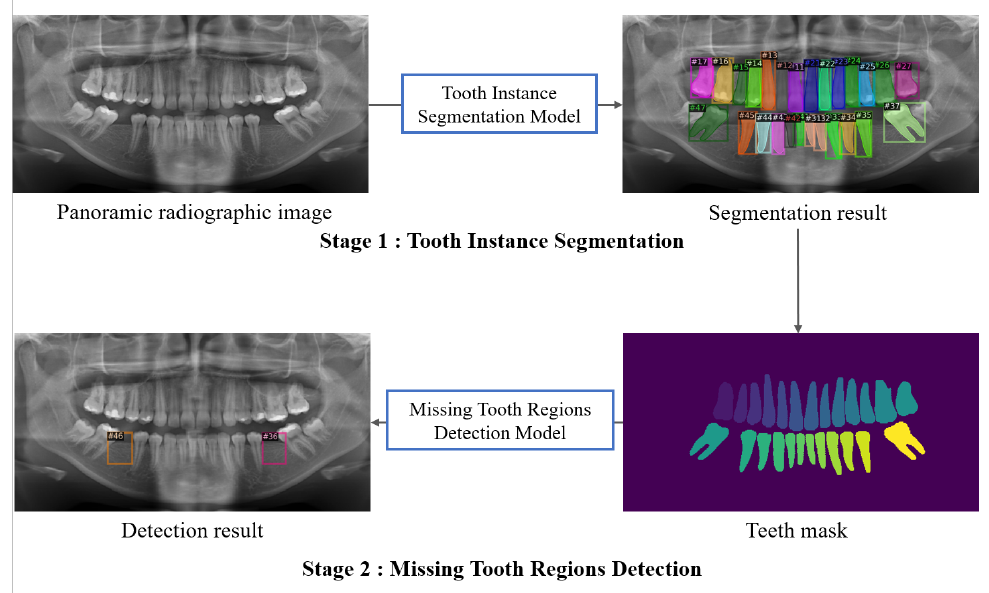 Tooth Instance
Segmentation Model
#17
#16
#14
#13
#12
#22
#23
#24
#25
#26
#27
#47
#45
#44
#34
#35
#37
Panoramic radiographic image
Segmentation result
Stage 1 : Tooth Instance Segmentation
#46
#36
Missing Tooth Regions
Detection Model
Detection result
Teeth mask
Stage 2 : Missing Tooth Regions Detection